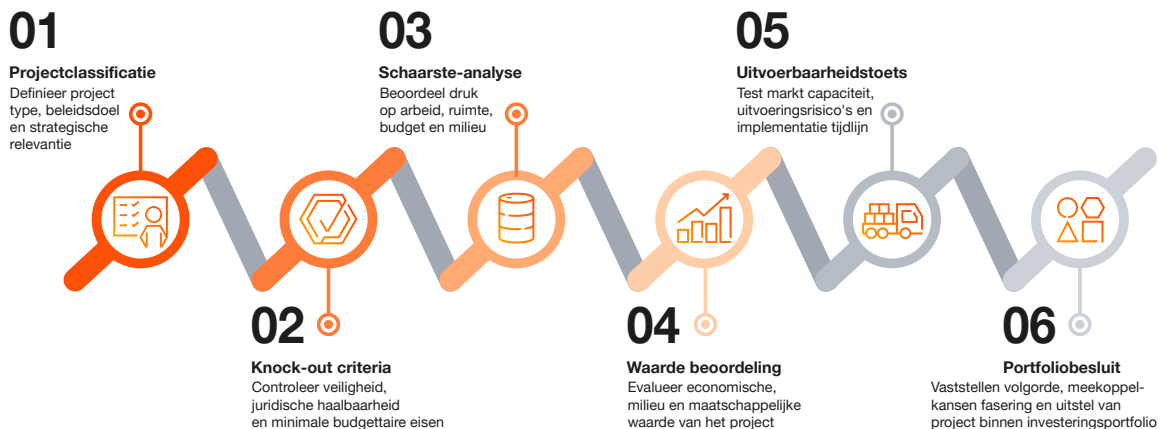 01
Projectclassificatie
Definieer project
type, beleidsdoel
en strategische
relevantie
02
Knock-out criteria
Controleer veiligheid,
juridische haalbaarheid
en minimale budgettaire eisen
03
Schaarste-analyse
Beoordeel druk
op arbeid, ruimte,
budget en milieu
04
Waarde beoordeling
Evalueer economische,
milieu en maatschappelijke
waarde van het project
05
Uitvoerbaarheidstoets
Test markt capaciteit,
uitvoeringsrisico's en
implementatie tijdlijn
06
Portfoliobesluit
Vaststellen volgorde, meekoppel-
kansen fasering en uitstel van
project binnen investeringsportfolio